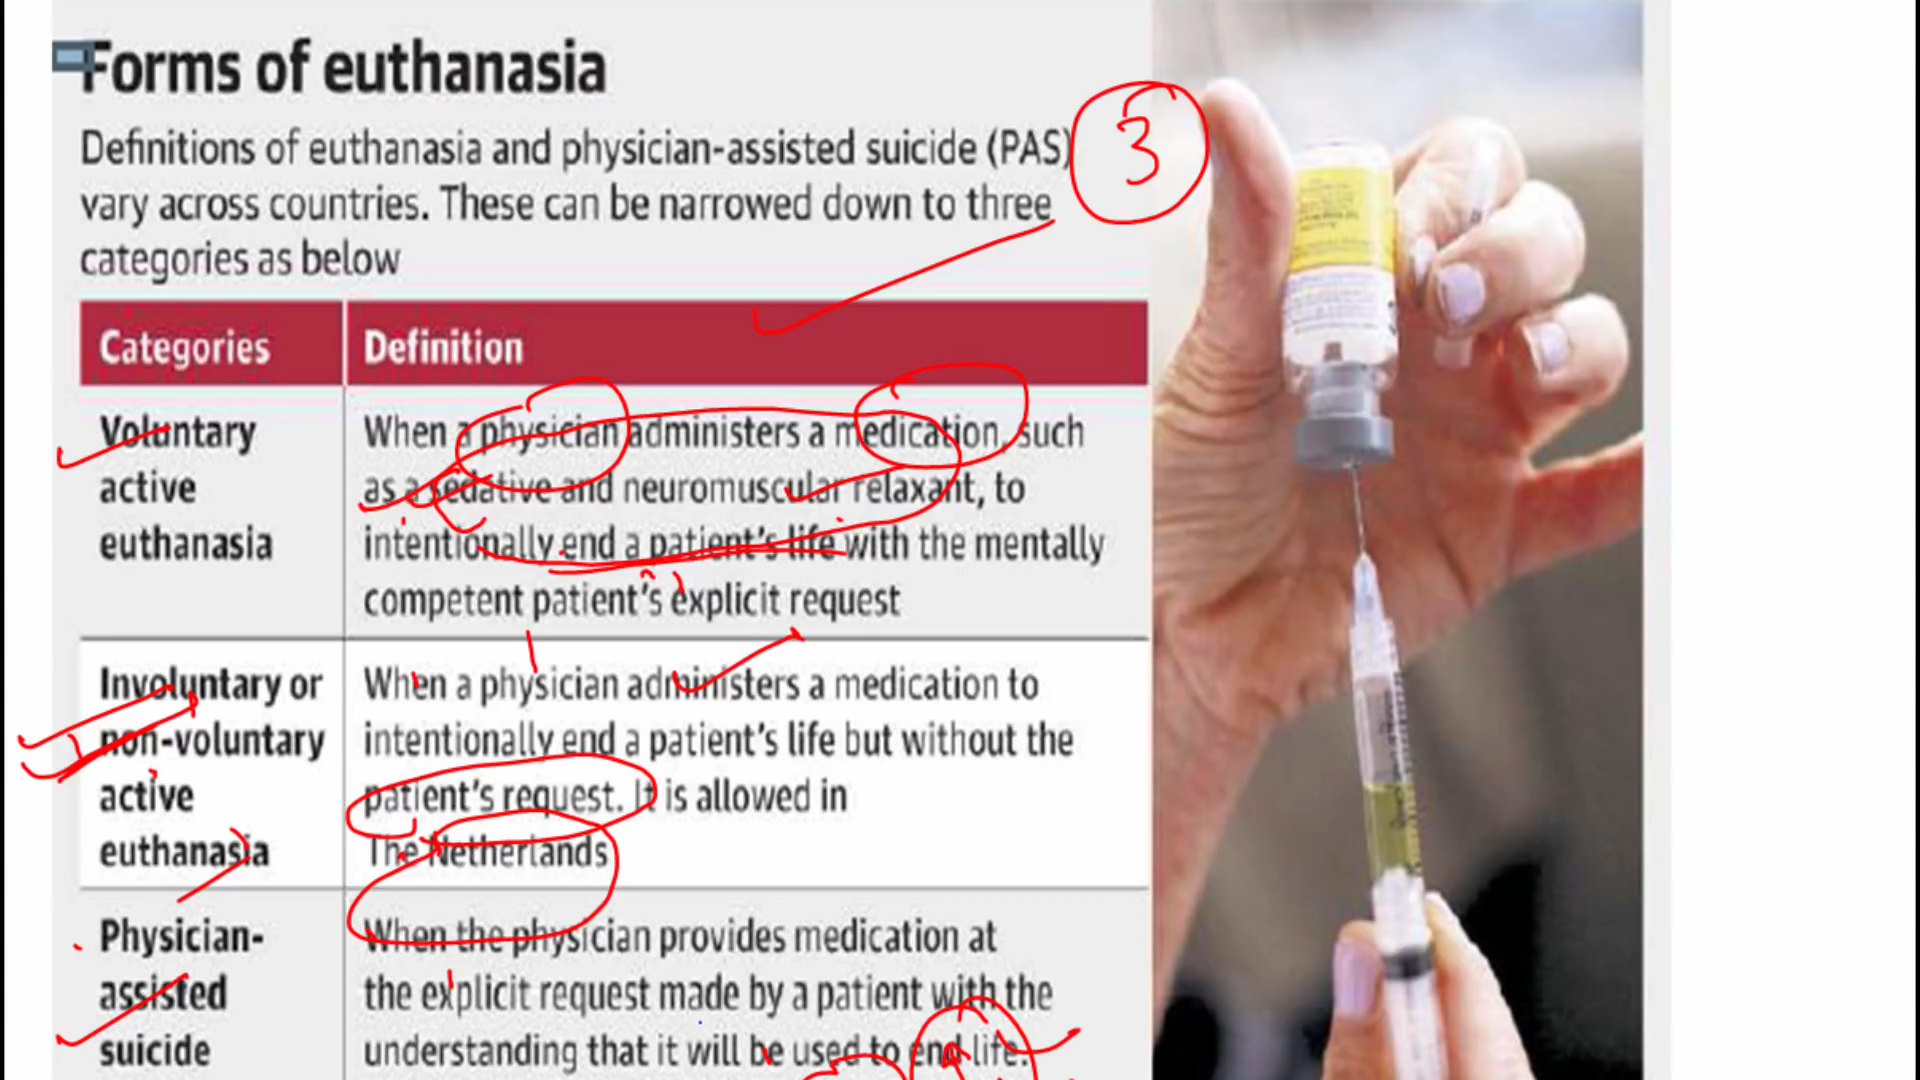 Forms of euthanasia
Definitions of euthanasia and physician-assisted suicide (PAS)
vary across countries. These can be narrowed down to three
categories as below
3
Categories
Definition
Voluntary
active
euthanasia
When a physician administers a medication, such
as a sedative and neuromuscular relaxant, to
intentionally end a patient's life with the mentally
competent patient's explicit request
Involuntary or
non-voluntary
active
euthanasia
When a physician administers a medication to
intentionally end a patient's life but without the
patient's request. It is allowed in
The Netherlands
Physician-
assisted
suicide
When the physician provides medication at
the explicit request made by a patient with the
understanding that it will be used to end life.